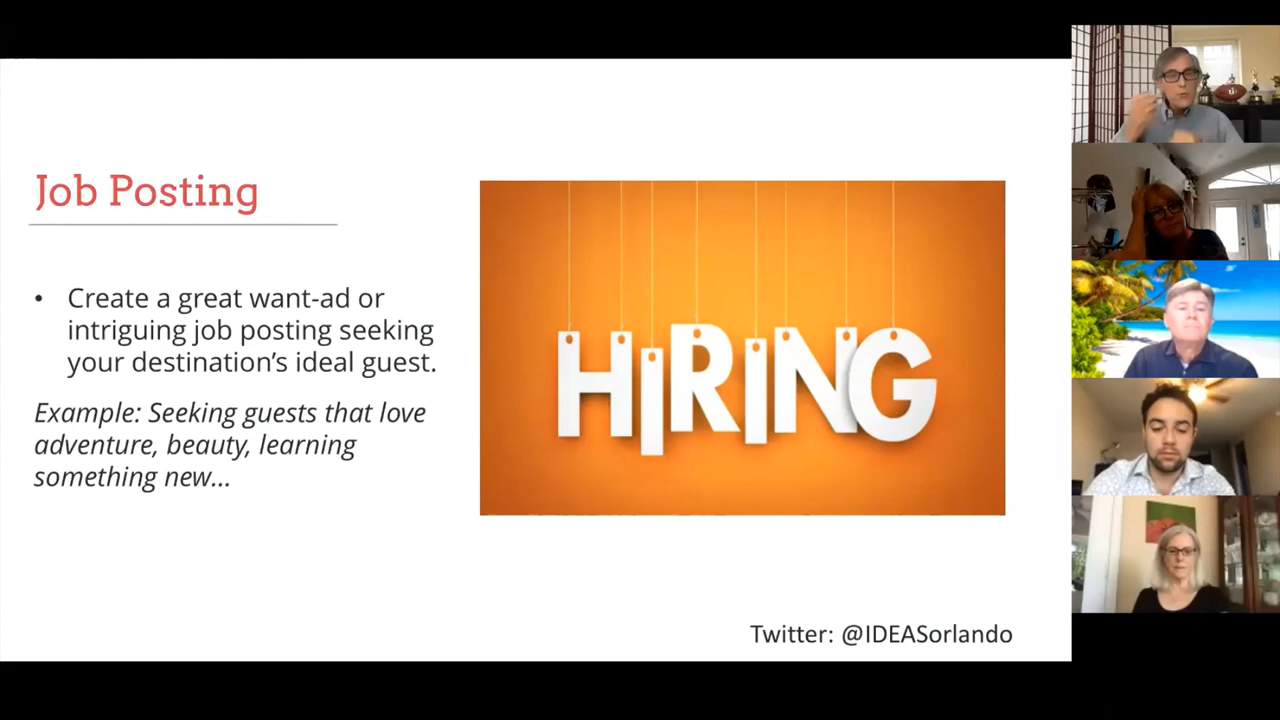 Job Posting
• Create a great want-ad or
intriguing job posting seeking
your destination’s ideal guest.
Example: Seeking guests that love
adventure, beauty, learning
something new...
HIRING
Twitter: @IDEASorlando